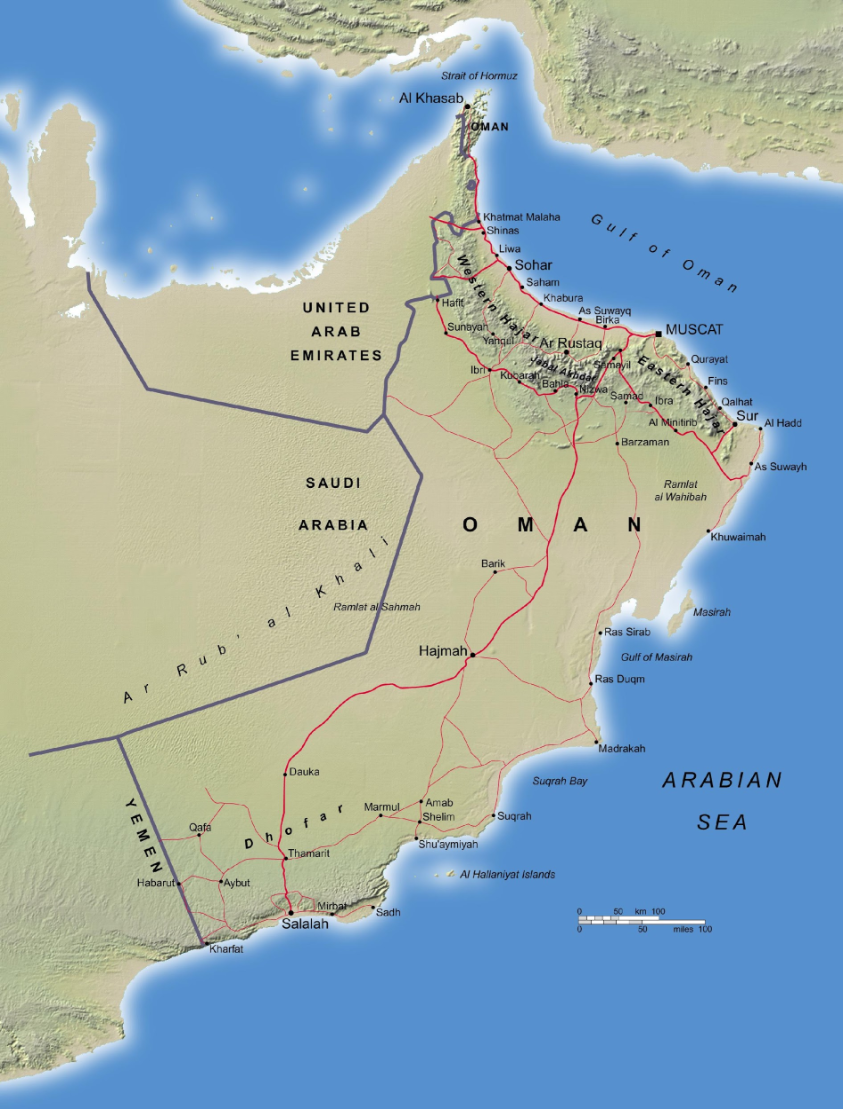 Strait of Hormuz
Al Khasab
OMAN
Khatmat Malaha
Shinas
Gulf of Oman
Liwa
Western Hajar
Sohar
Saham
Khabura
Hafit
UNITED
ARAB
EMIRATES
As Suwayq
Birka
MUSCAT
Sunayah
Yanqul
Ar Rustaq
Jabal Akhdar
Samayil
Eastern Hajar
Qurayat
Ibri
Kubarah
Bahla
Nizwa
Fins
Samad
Ibra
Qalhat
Sur
Al Hadd
Al Minitirib
Barzaman
As Suwayh
SAUDI
ARABIA
Ramlat
al Wahibah
OMAN
Khuwaimah
Ar Rub' al Khali
Barik
Ramlat al Sahmah
Masirah
Ras Sirab
Hajmah
Gulf of Masirah
Ras Duqm
Madrakah
Dauka
Suqrah Bay
ARABIAN
SEA
YEMEN
Dhofar
Marmul
Amab
Shelim
Suqrah
Qafa
Shu'aymiyah
Thamarit
Al Hallaniyat Islands
Habarut
Aybut
Mirbat
Sadh
Salalah
Kharfat
0 50 km 100
0 50 miles 100